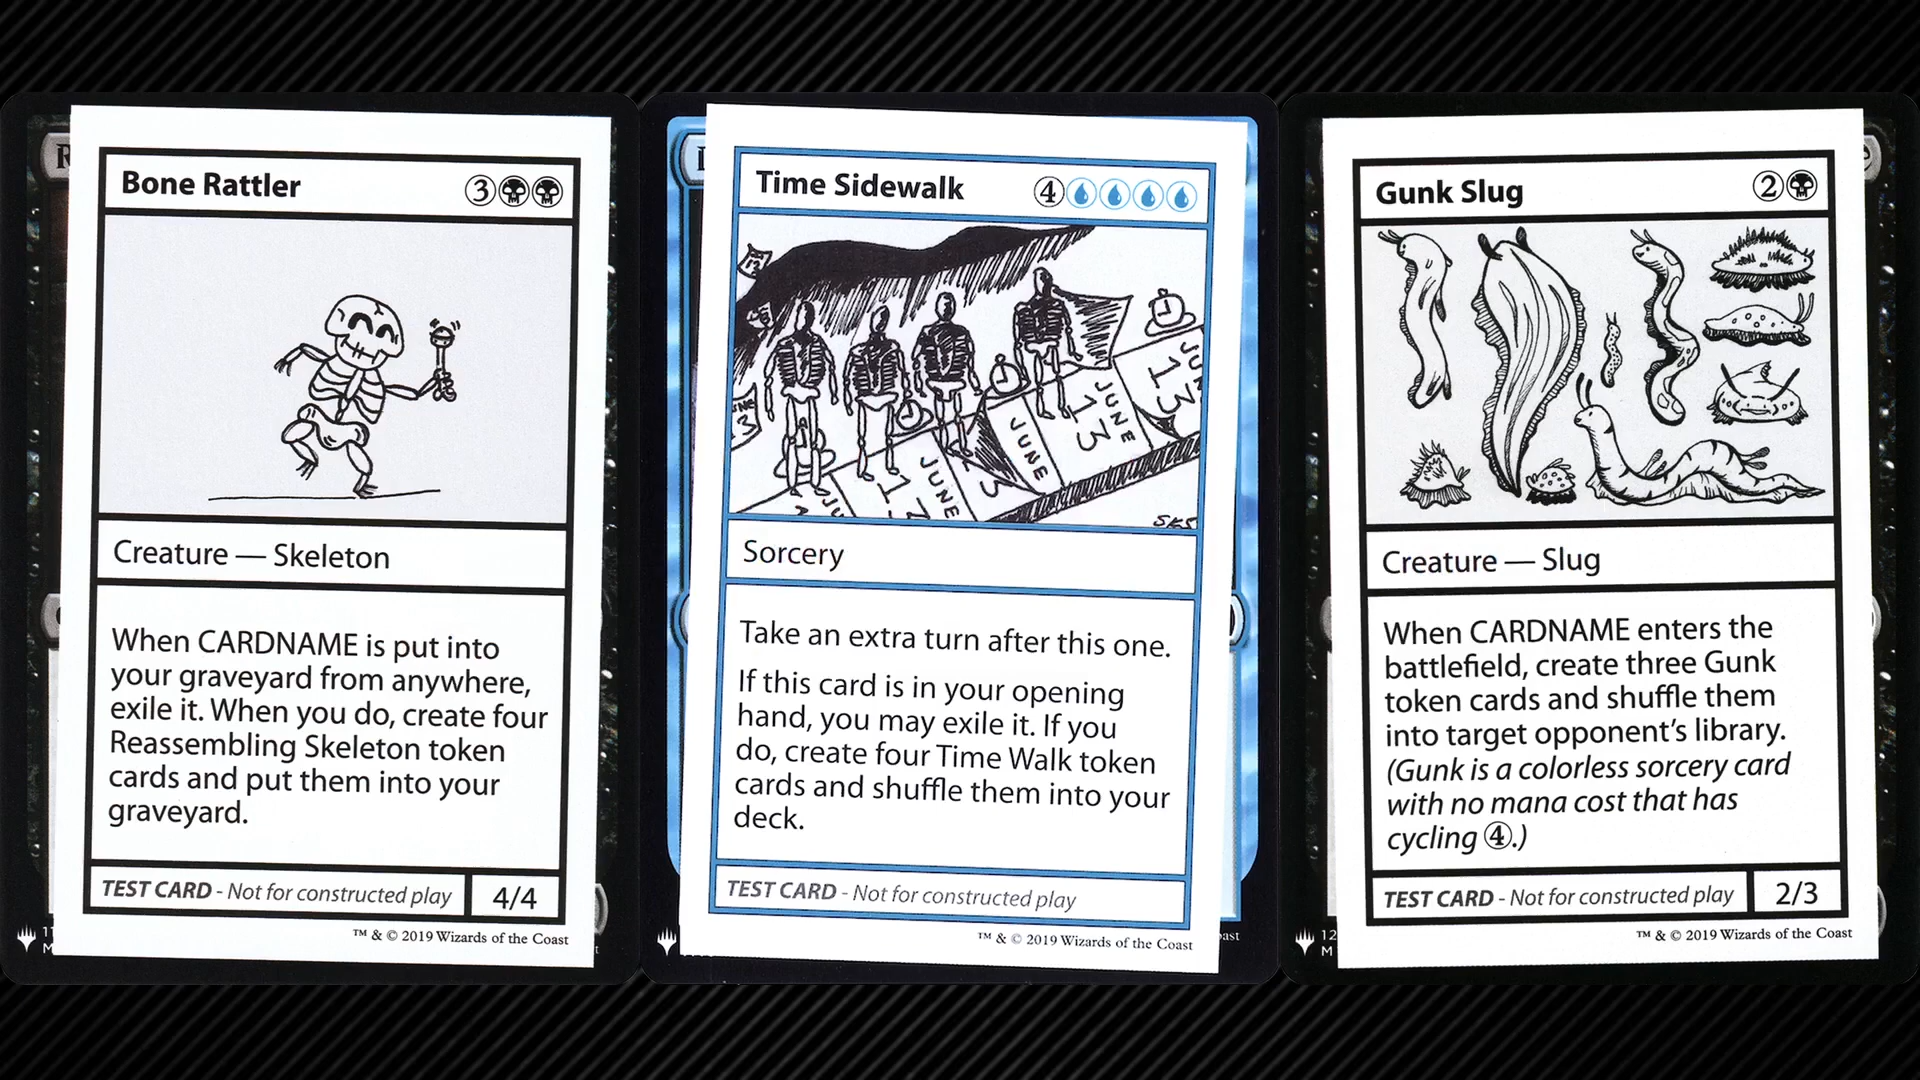 Bone Rattler 3
Creature — Skeleton
When CARDNAME is put into
your graveyard from anywhere,
exile it. When you do, create four
Reassembling Skeleton token
cards and put them into your
graveyard.
TEST CARD - Not for constructed play 4/4
™ & © 2019 Wizards of the Coast
Time Sidewalk 4
JUNE
13
JUNE
JUNE
13
JUNE
13
SKS
Sorcery
Take an extra turn after this one.
If this card is in your opening
hand, you may exile it. If you
do, create four Time Walk token
cards and shuffle them into your
deck.
TEST CARD - Not for constructed play
™ & © 2019 Wizards of the Coast
Gunk Slug 2
Creature — Slug
When CARDNAME enters the
battlefield, create three Gunk
token cards and shuffle them
into target opponent's library.
(Gunk is a colorless sorcery card
with no mana cost that has
cycling 4.)
TEST CARD - Not for constructed play 2/3
™ & © 2019 Wizards of the Coast